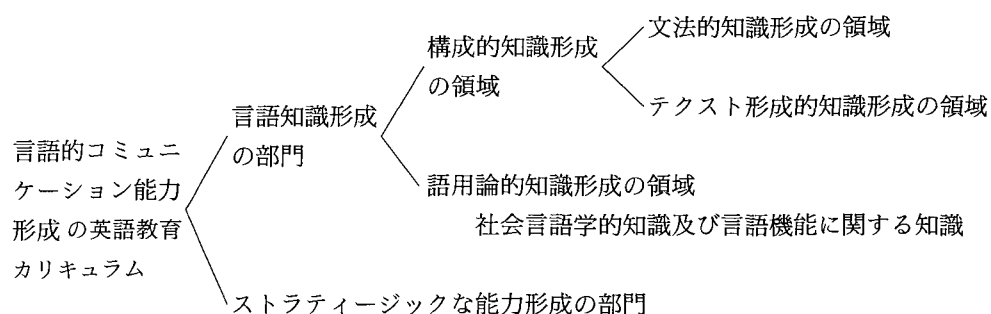 言語的コミュニ
ケーション能力
形成 の英語教育
カリキュラム
言語知識形成
の部門
構成的知識形成
の領域
文法的知識形成の領域
テクスト形成的知識形成の領域
語用論的知識形成の領域
社会言語学的知識及び言語機能に関する知識
ストラティージックな能力形成の部門